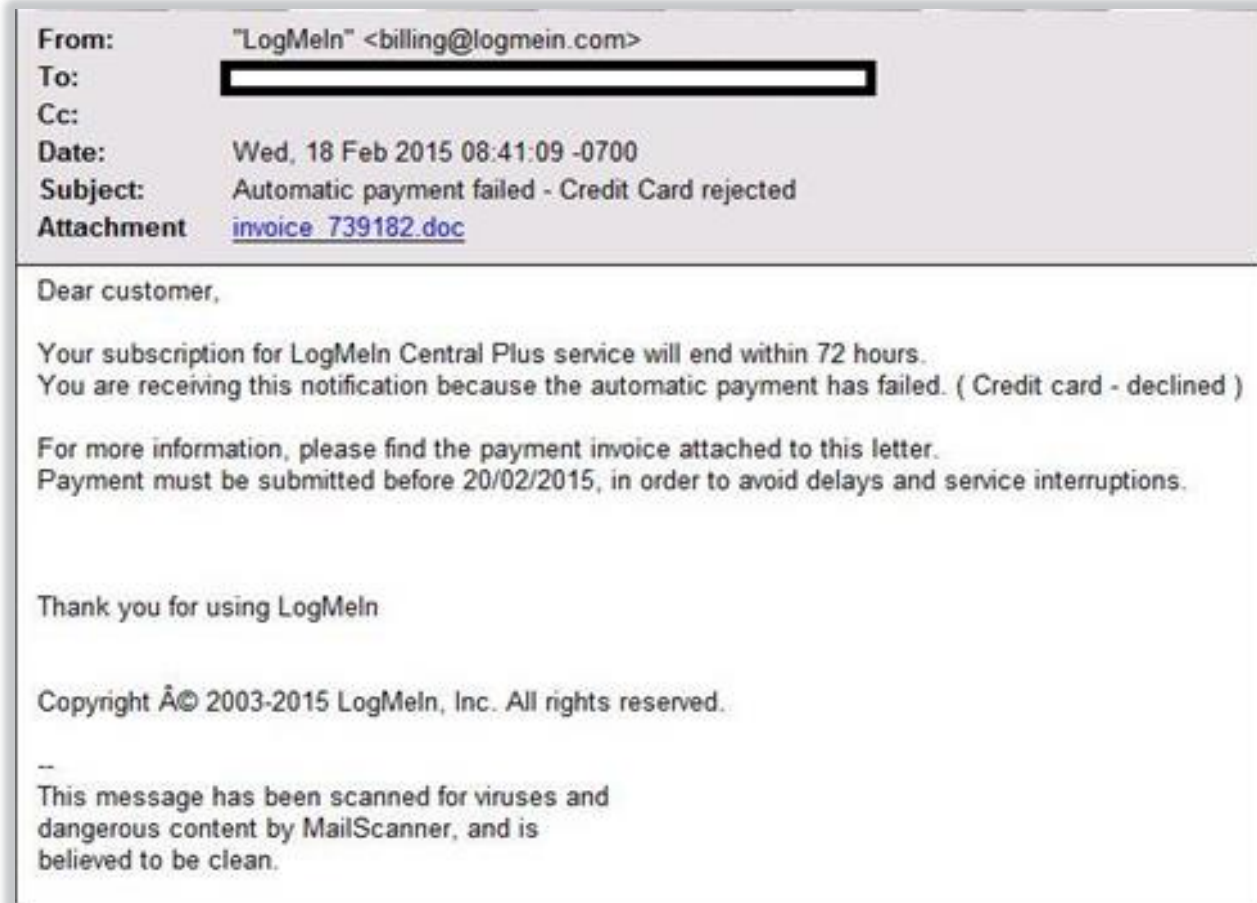 From: "LogMeIn" <billing@logmein.com>
To:
Cc:
Date: Wed, 18 Feb 2015 08:41:09 -0700
Subject: Automatic payment failed - Credit Card rejected
Attachment invoice_739182.doc
Dear customer,
Your subscription for LogMeIn Central Plus service will end within 72 hours.
You are receiving this notification because the automatic payment has failed. ( Credit card - declined )
For more information, please find the payment invoice attached to this letter.
Payment must be submitted before 20/02/2015, in order to avoid delays and service interruptions.
Thank you for using LogMeIn
Copyright Â© 2003-2015 LogMeIn, Inc. All rights reserved.
--
This message has been scanned for viruses and
dangerous content by MailScanner, and is
believed to be clean.